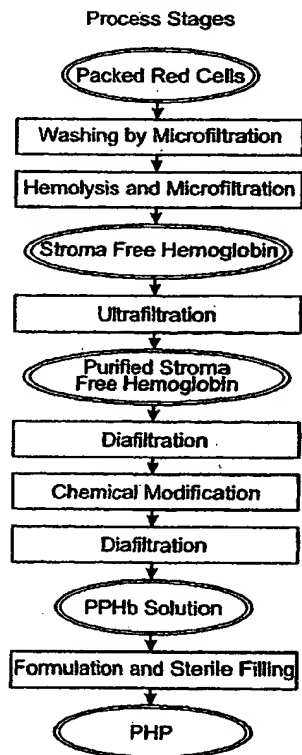 Process Stages
Packed Red Cells
Washing by Microfiltration
Hemolysis and Microfiltration
Stroma Free Hemoglobin
Ultrafiltration
Purified Stroma
Free Hemoglobin
Diafiltration
Chemical Modification
Diafiltration
PPHb Solution
Formulation and Sterile Filling
PHP